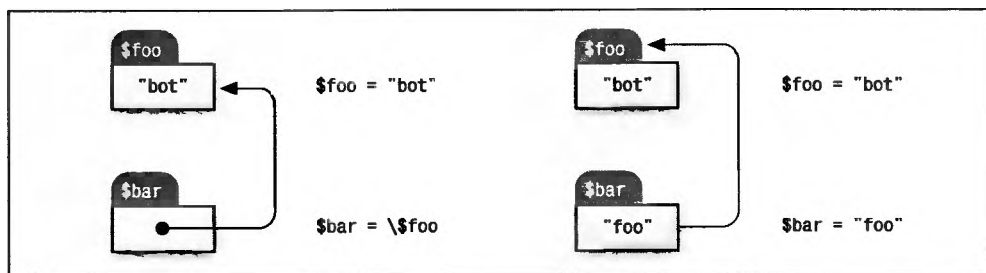 $foo
"bot"
$foo = "bot"
$bar
$bar = \$foo
$foo
"bot"
$foo = "bot"
$bar
"foo"
$bar = "foo"